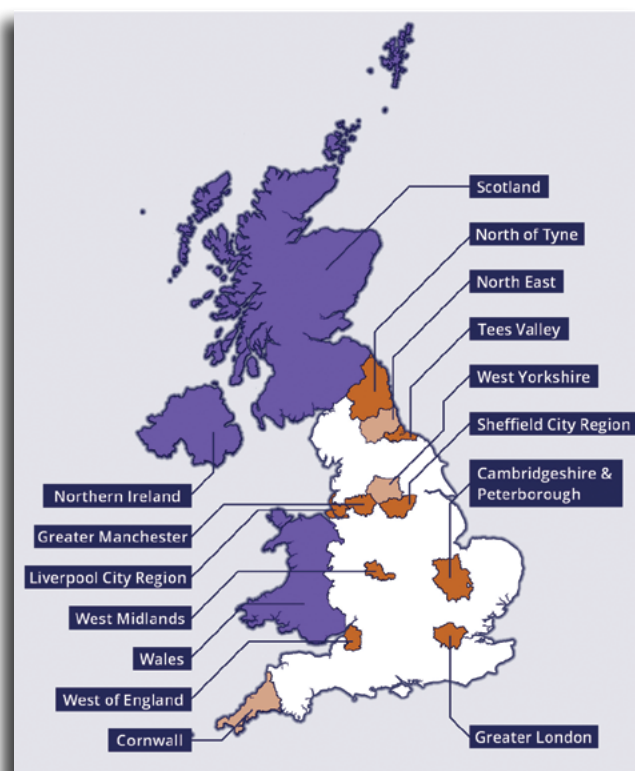 Scotland
North of Tyne
North East
Tees Valley
West Yorkshire
Sheffield City Region
Cambridgeshire &
Peterborough
Northern Ireland
Greater Manchester
Liverpool City Region
West Midlands
Wales
West of England
Cornwall
Greater London